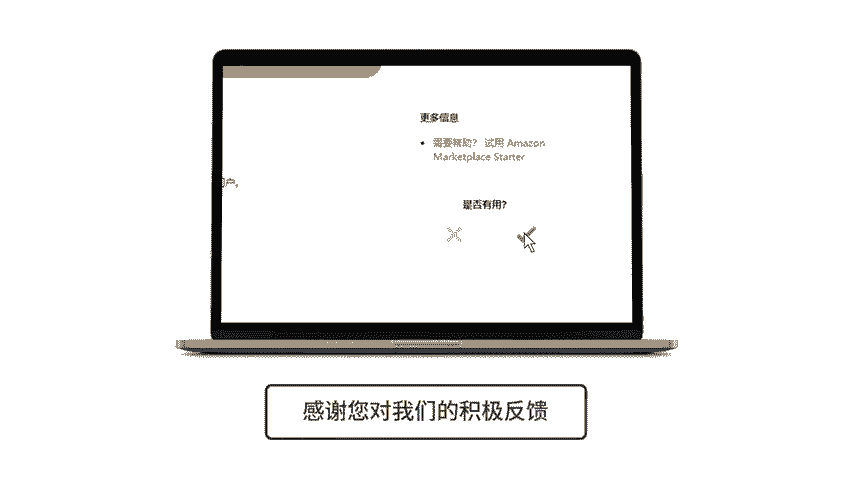 更多信息
需要帮助? 试用 Amazon
Marketplace Starter
户,
是否有用?
感谢您对我们的积极反馈